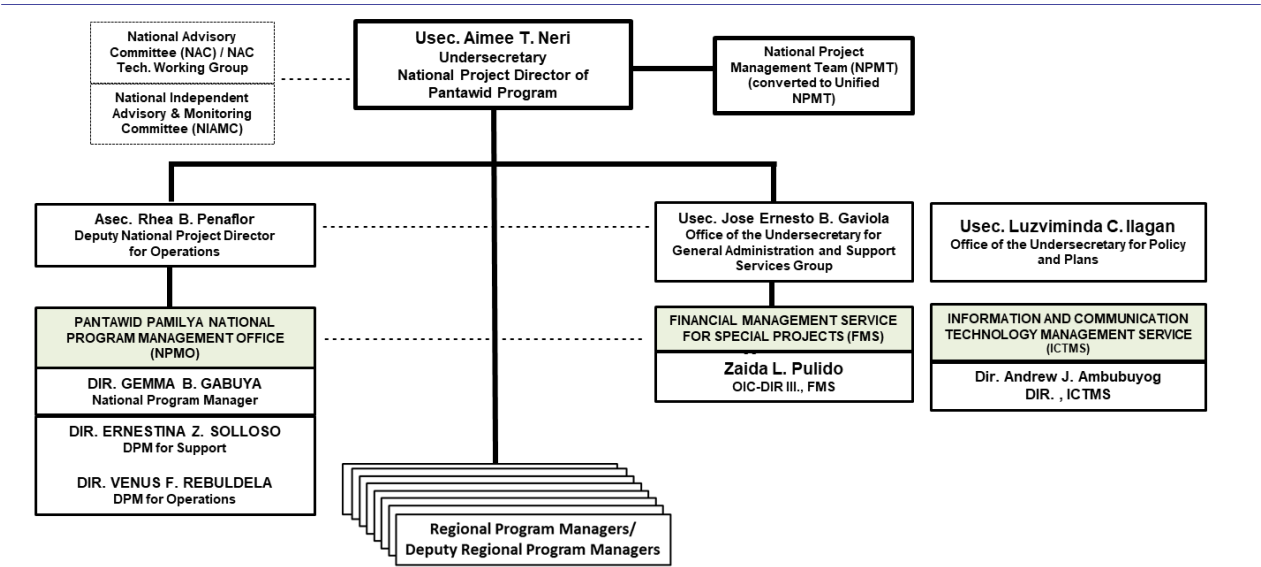 National Advisory
Committee (NAC) / NAC
Tech. Working Group
National Independent
Advisory & Monitoring
Committee (NIAMC)
Usec. Aimee T. Neri
Undersecretary
National Project Director of
Pantawid Program
National Project
Management Team (NPMT)
(converted to Unified
NPMT)
Asec. Rhea B. Penaflor
Deputy National Project Director
for Operations
Usec. Jose Ernesto B. Gaviola
Office of the Undersecretary for
General Administration and Support
Services Group
Usec. Luzviminda C. Ilagan
Office of the Undersecretary for Policy
and Plans
PANTAWID PAMILYA NATIONAL
PROGRAM MANAGEMENT OFFICE
(NPMO)
DIR. GEMMA B. GABUYA
National Program Manager
DIR. ERNESTINA Z. SOLLOSO
DPM for Support
DIR. VENUS F. REBULDELA
DPM for Operations
FINANCIAL MANAGEMENT SERVICE
FOR SPECIAL PROJECTS (FMS)
Zaida L. Pulido
OIC-DIR III., FMS
INFORMATION AND COMMUNICATION
TECHNOLOGY MANAGEMENT SERVICE
(ICTMS)
Dir. Andrew J. Ambubuyog
DIR. , ICTMS
Regional Program Managers/
Deputy Regional Program Managers